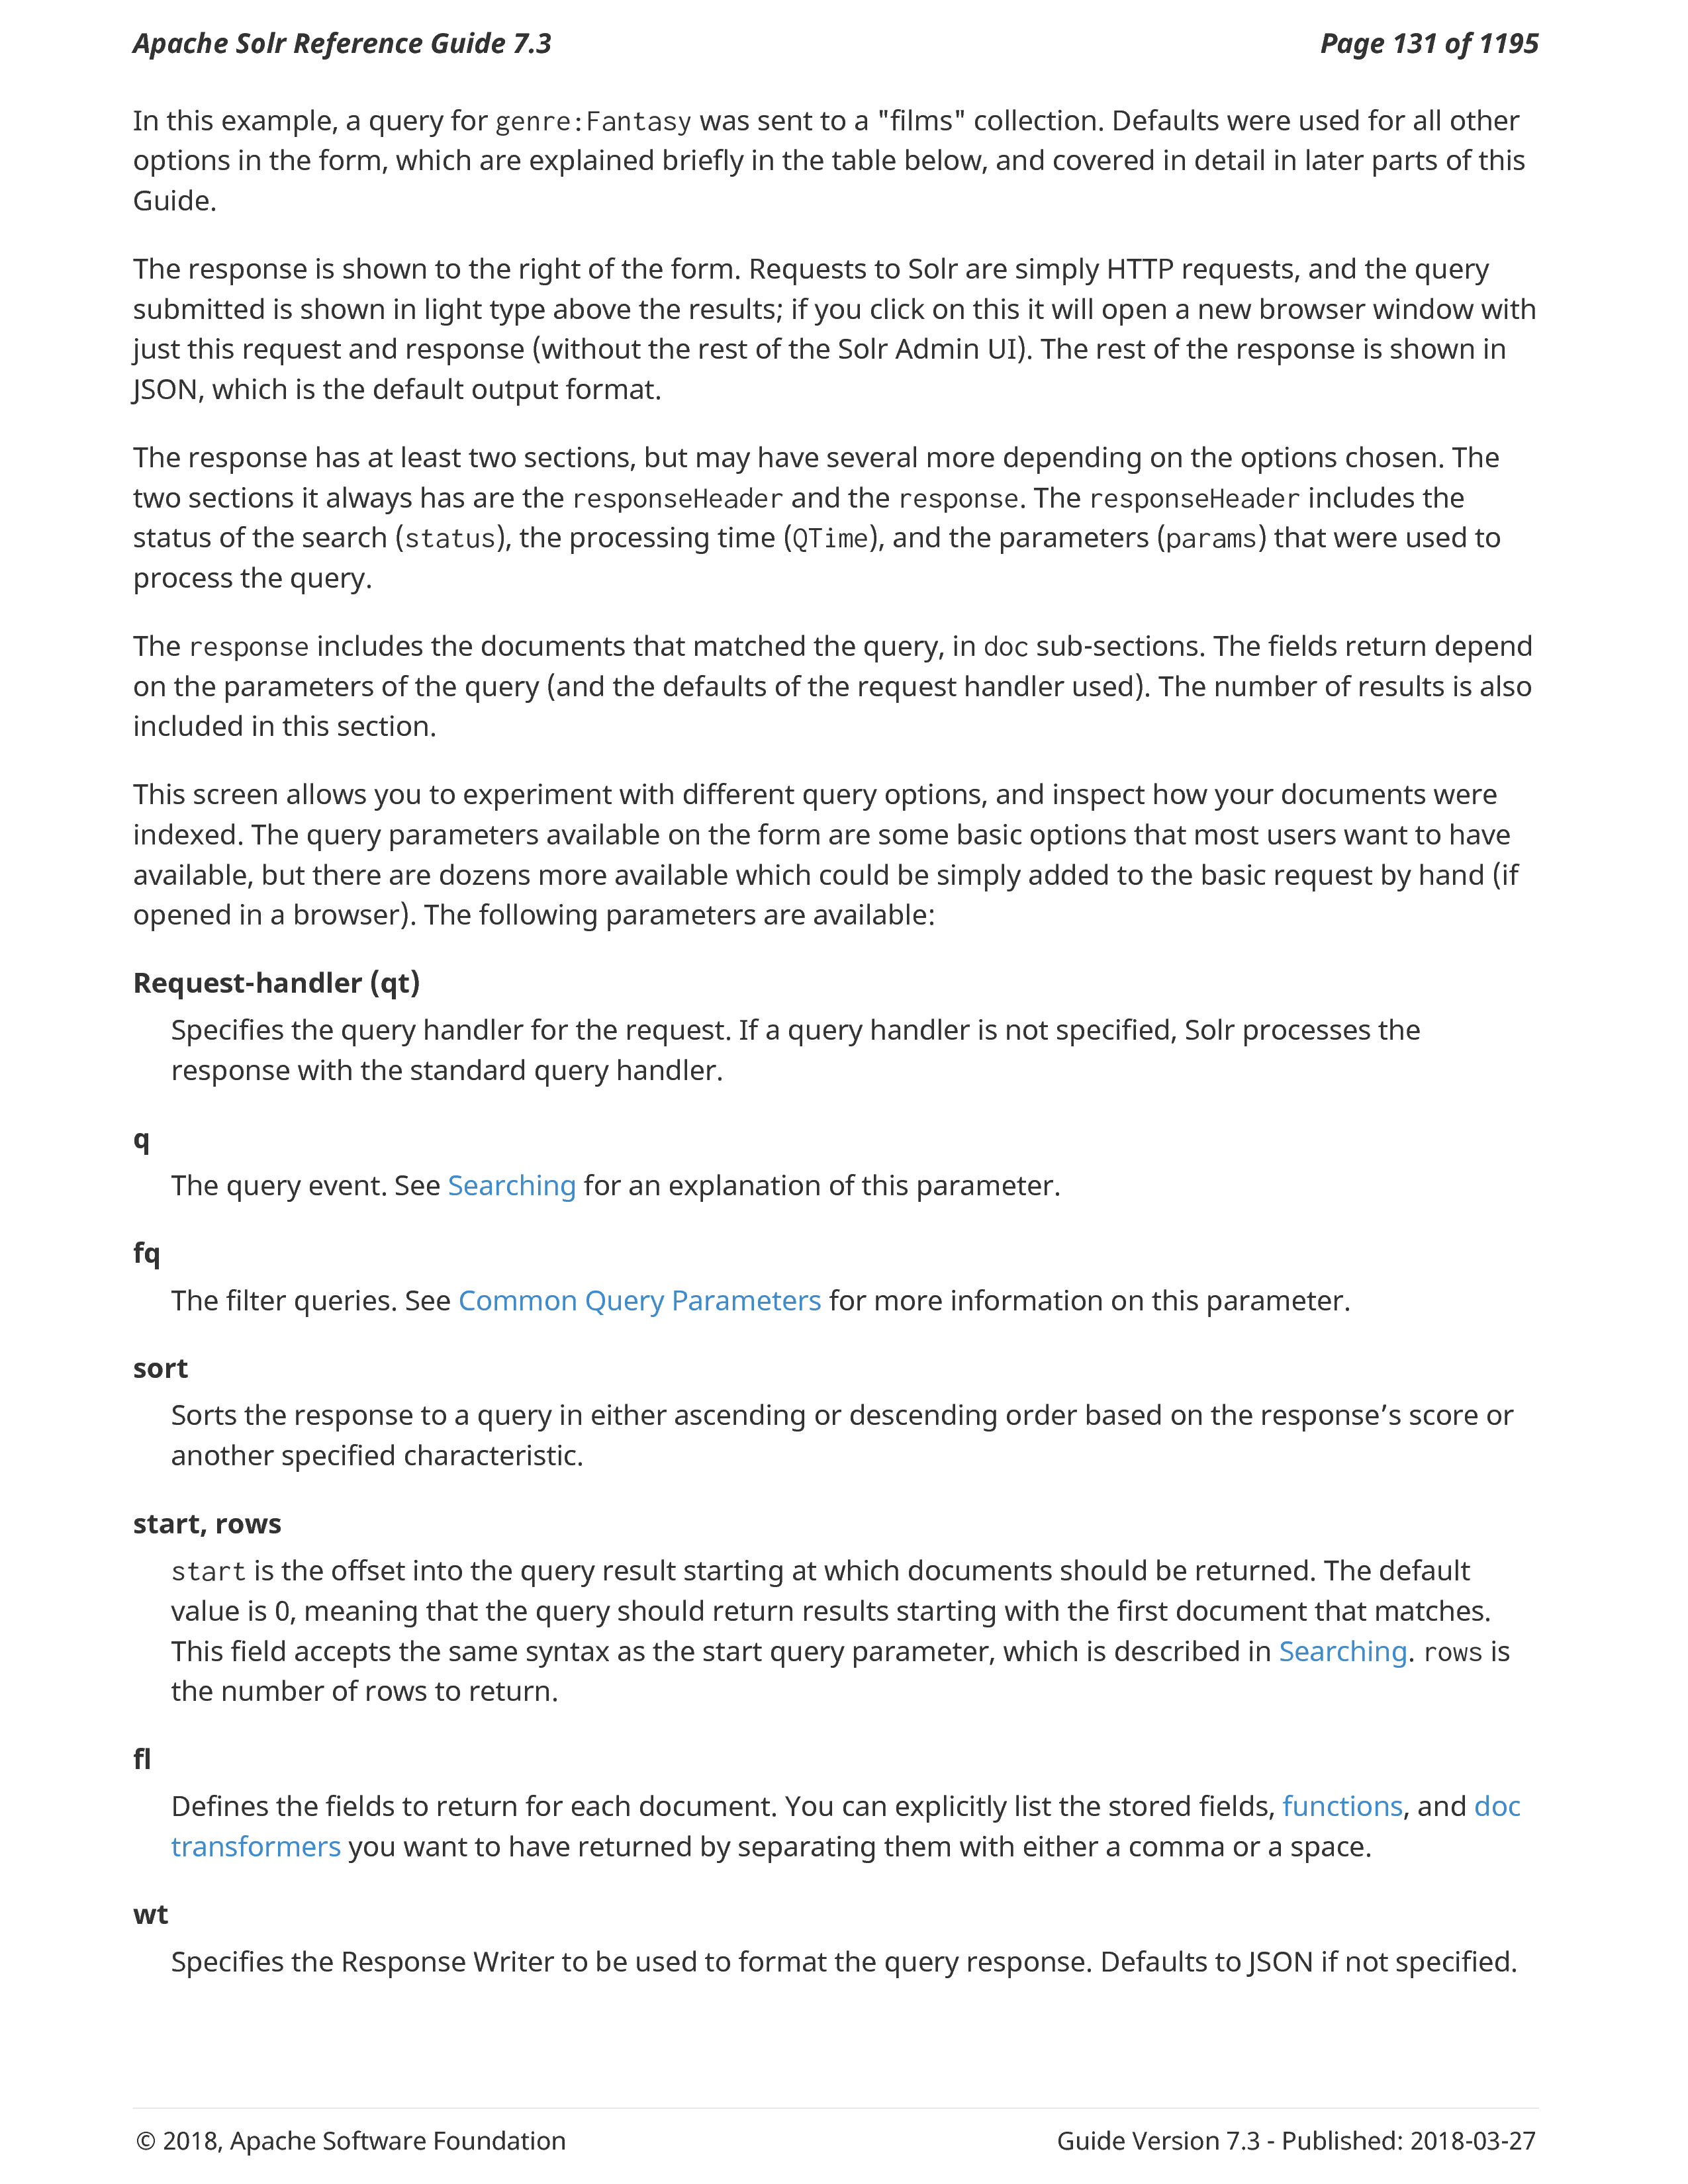 Apache Solr Reference Guide 7.3 Page 131 of 1195
In this example, a query for genre:Fantasy was sent to a "films" collection. Defaults were used for all other
options in the form, which are explained briefly in the table below, and covered in detail in later parts of this
Guide.
The response is shown to the right of the form. Requests to Solr are simply HTTP requests, and the query
submitted is shown in light type above the results; if you click on this it will open a new browser window with
just this request and response (without the rest of the Solr Admin UI). The rest of the response is shown in
JSON, which is the default output format.
The response has at least two sections, but may have several more depending on the options chosen. The
two sections it always has are the responseHeader and the response. The responseHeader includes the
status of the search (status), the processing time (QTime), and the parameters (params) that were used to
process the query.
The response includes the documents that matched the query, in doc sub-sections. The fields return depend
on the parameters of the query (and the defaults of the request handler used). The number of results is also
included in this section.
This screen allows you to experiment with different query options, and inspect how your documents were
indexed. The query parameters available on the form are some basic options that most users want to have
available, but there are dozens more available which could be simply added to the basic request by hand (if
opened in a browser). The following parameters are available:
Request-handler (qt)
Specifies the query handler for the request. If a query handler is not specified, Solr processes the
response with the standard query handler.
q
The query event. See Searching for an explanation of this parameter.
fq
The filter queries. See Common Query Parameters for more information on this parameter.
sort
Sorts the response to a query in either ascending or descending order based on the response’s score or
another specified characteristic.
start, rows
start is the offset into the query result starting at which documents should be returned. The default
value is 0, meaning that the query should return results starting with the first document that matches.
This field accepts the same syntax as the start query parameter, which is described in Searching. rows is
the number of rows to return.
fl
Defines the fields to return for each document. You can explicitly list the stored fields, functions, and doc
transformers you want to have returned by separating them with either a comma or a space.
wt
Specifies the Response Writer to be used to format the query response. Defaults to JSON if not specified.
© 2018, Apache Software Foundation Guide Version 7.3 - Published: 2018-03-27